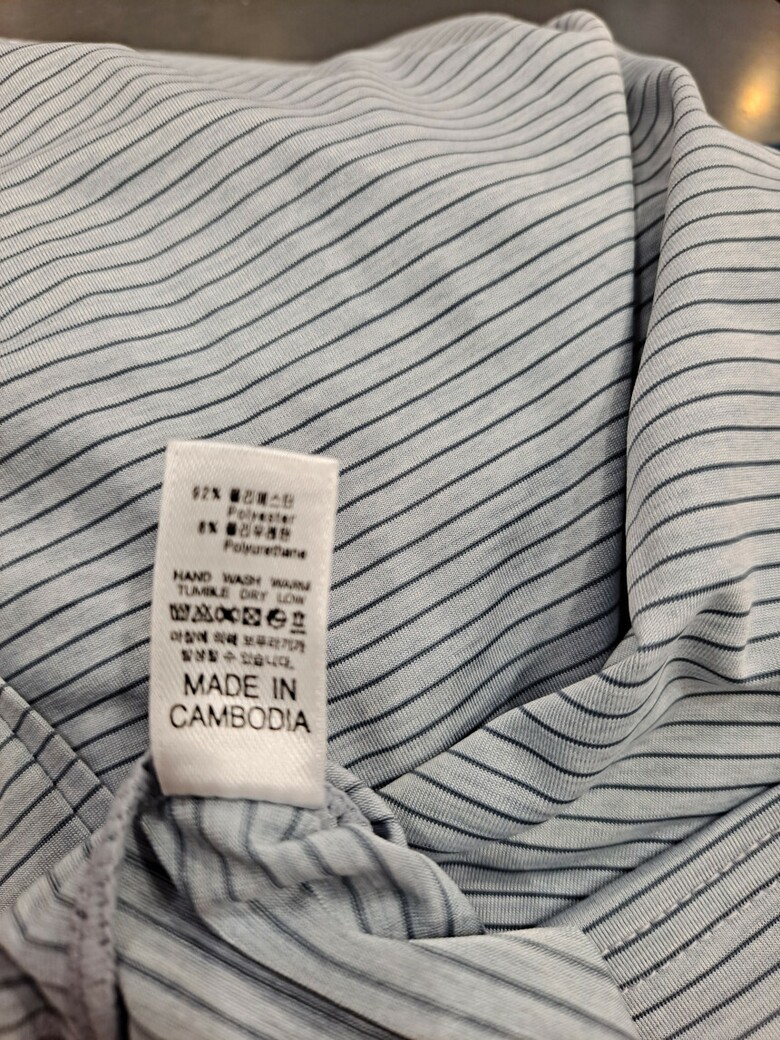 92% 폴리에스터
Polyester
8% 폴리우레탄
Polyurethane
HAND WASH WARM
TUMBLE DRY LOW
마찰에 의해 보푸라기가
발생할 수 있습니다.
MADE IN
CAMBODIA